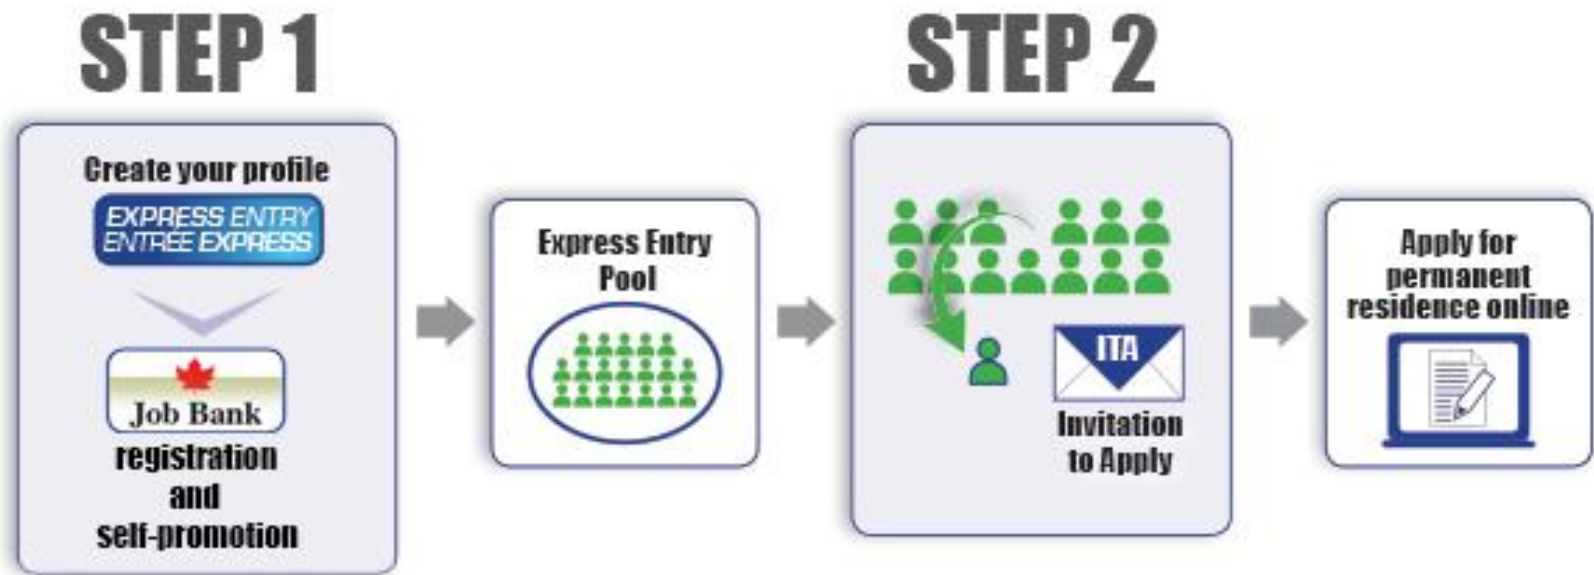 STEP 1
Create your profile
EXPRESS ENTRY
ENTRÉE EXPRESS
Job Bank
registration
and
self-promotion
Express Entry
Pool
STEP 2
ITA
Invitation
to Apply
Apply for
permanent
residence online